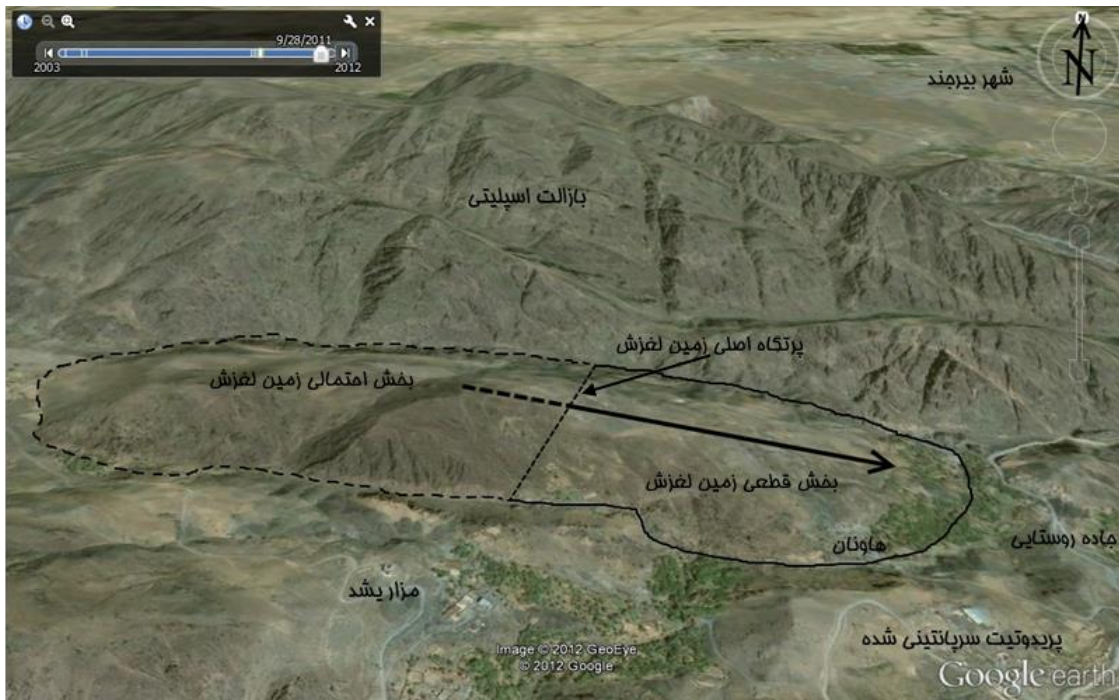 9/28/2011
2003
2012
N
شهر بیرجند
بازالت اسپلیتی
پرتگاه اصلی زمین لغزش
بخش احتمالی زمین لغزش
بخش قطعی زمین لغزش
هاونان
جاده روستایی
مزار یشد
پریدوتیت سرپانتینی شده
Image © 2012 GeoEye
© 2012 Google
Google earth